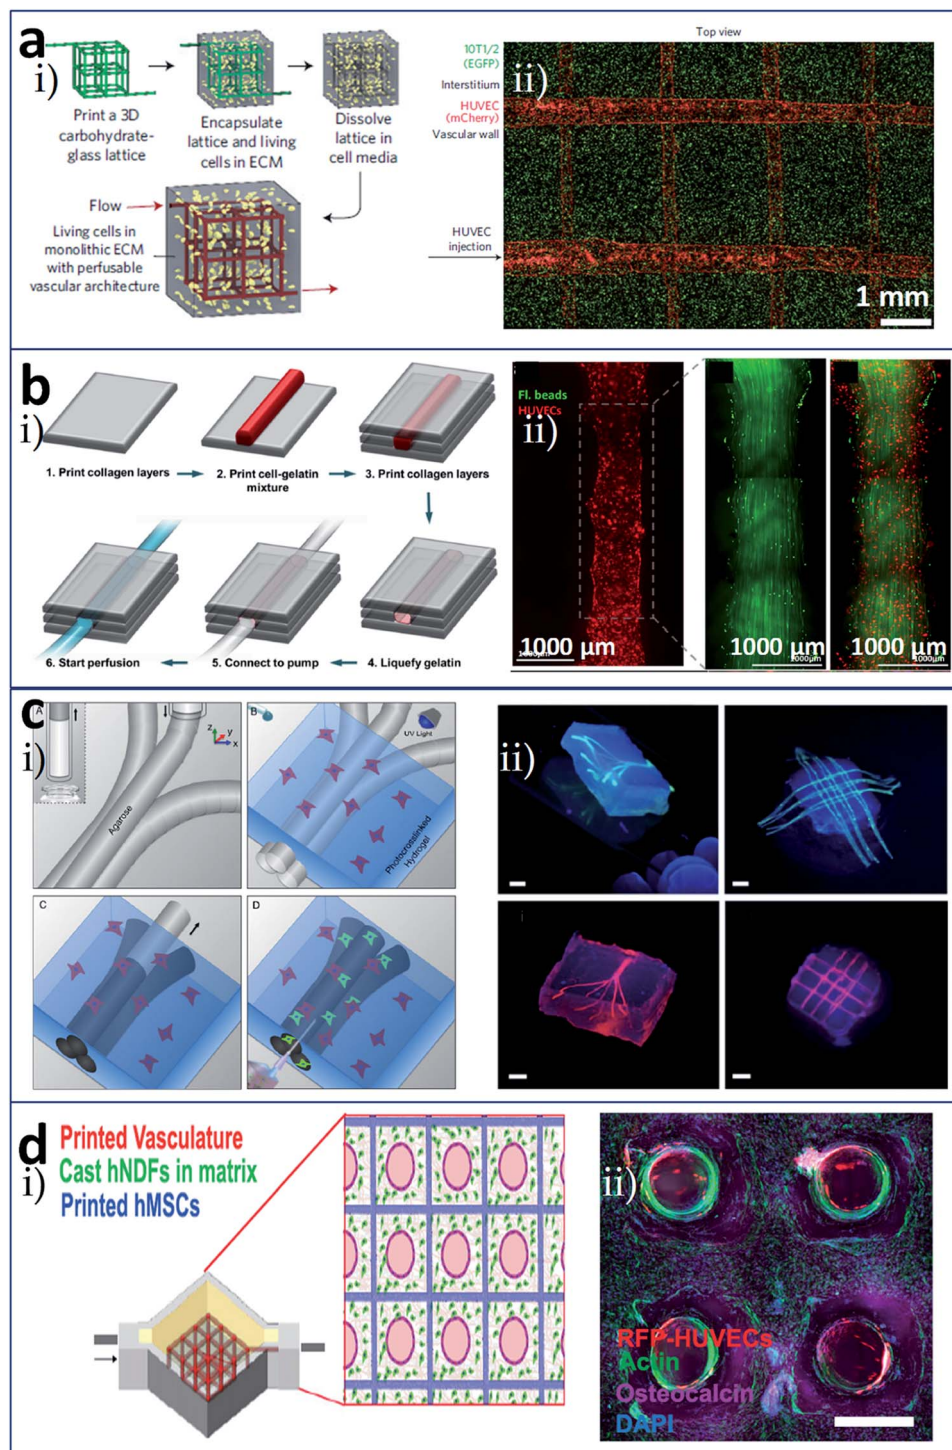 a
i)
Print a 3D
carbohydrate-
glass lattice
Encapsulate
lattice and living
cells in ECM
Dissolve
lattice in
cell media
Flow
Living cells in
monolithic ECM
with perfusable
vascular architecture
Top view
10T1/2
(EGFP)
Interstitium
HUVEC
(mCherry)
Vascular wall
HUVEC
injection
ii)
1 mm
b
i)
1. Print collagen layers
2. Print cell-gelatin
mixture
3. Print collagen layers
6. Start perfusion
5. Connect to pump
4. Liquefy gelatin
Fl. beads
HUVECs
ii)
1000 µm
1000 µm
1000µm
1000 µm
1000µm
c
i)
A
z
y
x
Agarose
B
UV Light
Photocrosslinked
Hydrogel
C
D
ii)
i
d
i)
Printed Vasculature
Cast hNDFs in matrix
Printed hMSCs
ii)
RFP-HUVECs
Actin
Osteocalcin
DAPI